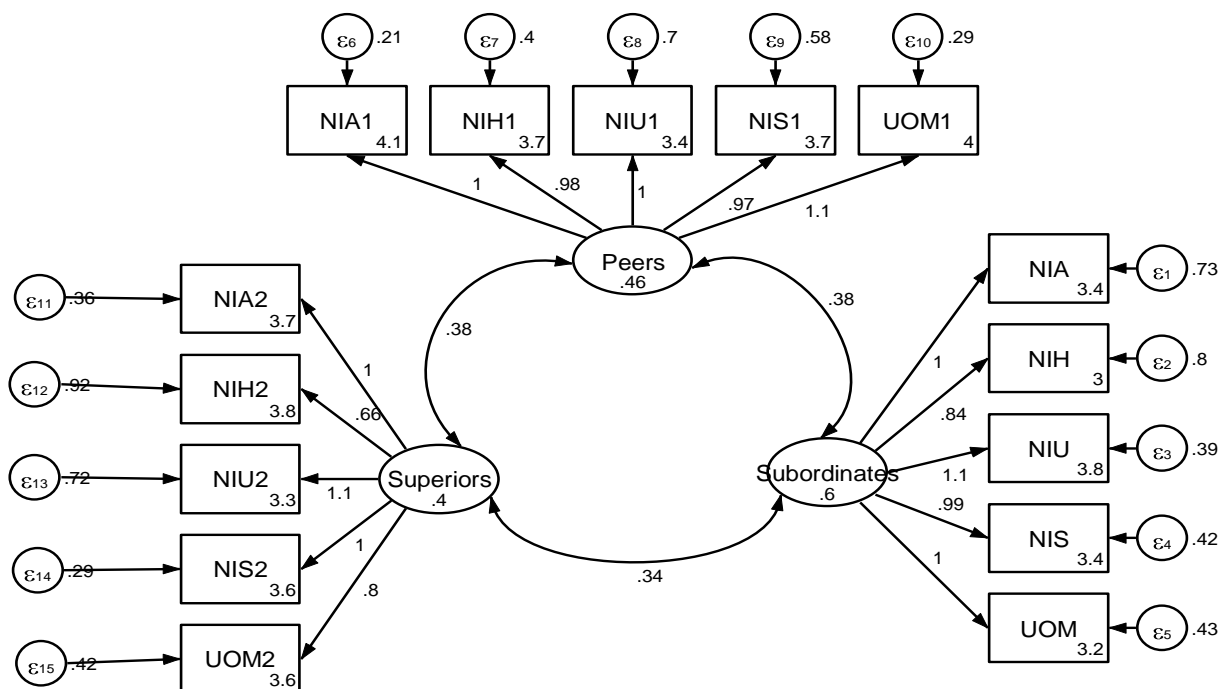 ε6 .21 ε7 .4 ε8 .7 ε9 .58 ε10 .29
NIA1 4.1 NIH1 3.7 NIU1 3.4 NIS1 3.7 UOM1 4
1 .98 1 .97 1.1
Peers .46
.38 .38
ε11 .36 NIA2 3.7
ε12 .92 NIH2 3.8
ε13 .72 NIU2 3.3
ε14 .29 NIS2 3.6
ε15 .42 UOM2 3.6
1
.66
1.1
1
.8
Superiors
.4
.34
Subordinates
.6
1
.84
1.1
.99
1
NIA 3.4 ε1 .73
NIH 3 ε2 .8
NIU 3.8 ε3 .39
NIS 3.4 ε4 .42
UOM 3.2 ε5 .43